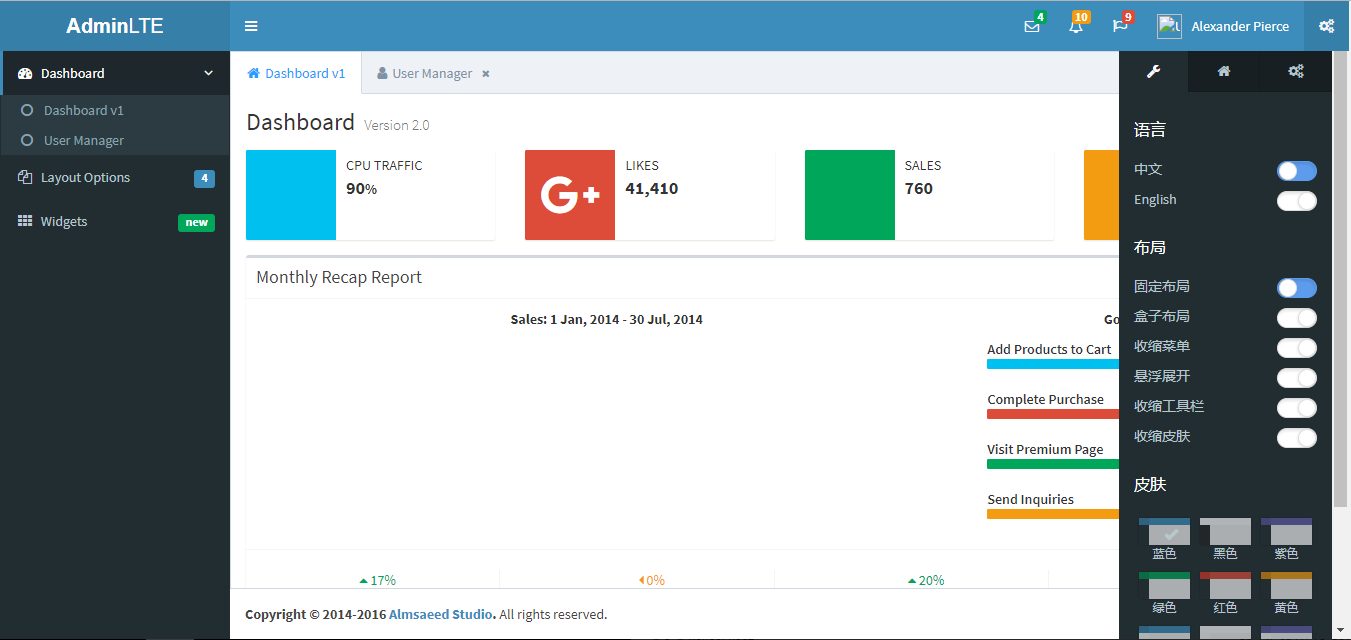 AdminLTE
4
10
9
Alexander Pierce
Dashboard
Dashboard v1
User Manager
Layout Options 4
Widgets new
Dashboard v1
User Manager
Dashboard Version 2.0
CPU TRAFFIC
90%
G+
LIKES
41,410
SALES
760
Monthly Recap Report
Sales: 1 Jan, 2014 - 30 Jul, 2014
Go
Add Products to Cart
Complete Purchase
Visit Premium Page
Send Inquiries
17%
0%
20%
Copyright © 2014-2016 Almsaeed Studio. All rights reserved.
语言
中文
English
布局
固定布局
盒子布局
收缩菜单
悬浮展开
收缩工具栏
收缩皮肤
皮肤
蓝色 黑色 紫色
绿色 红色 黄色